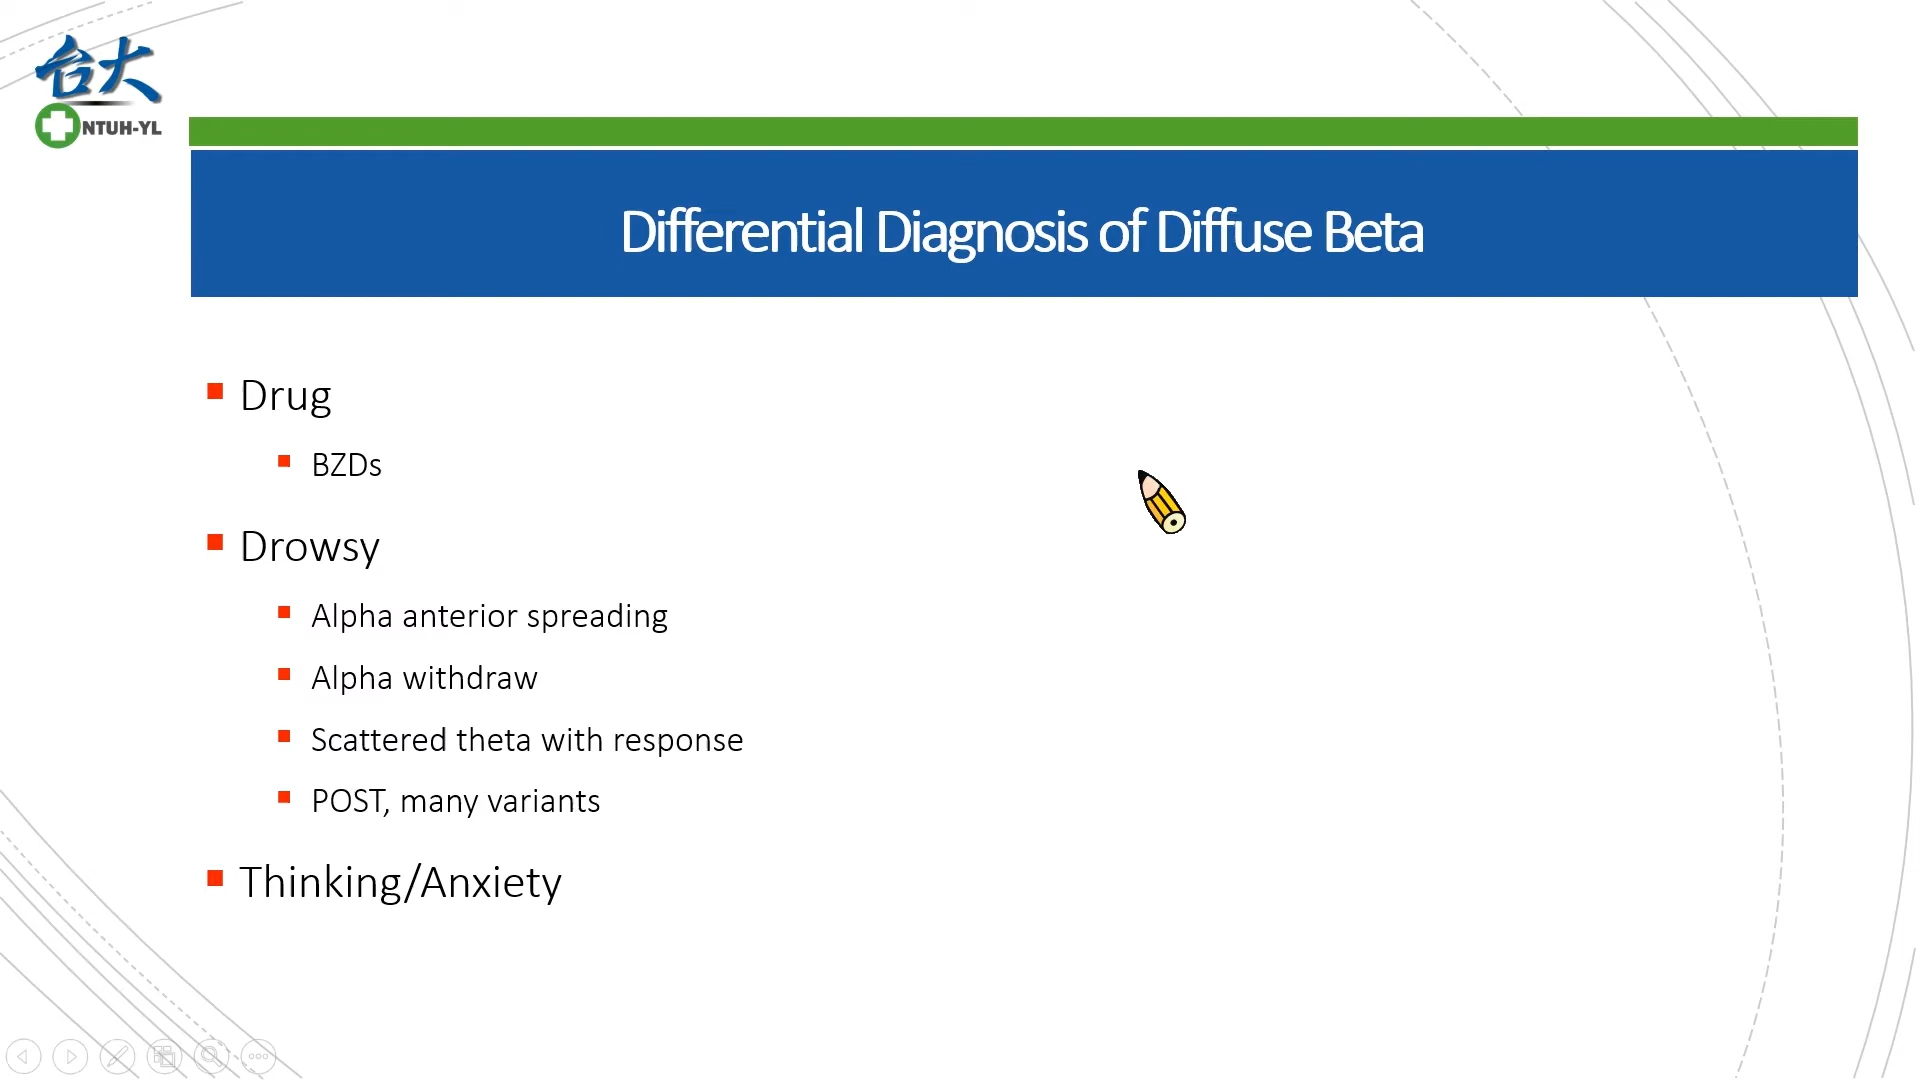 台大
NTUH-YL
Differential Diagnosis of Diffuse Beta
Drug
BZDs
Drowsy
Alpha anterior spreading
Alpha withdraw
Scattered theta with response
POST, many variants
Thinking/Anxiety